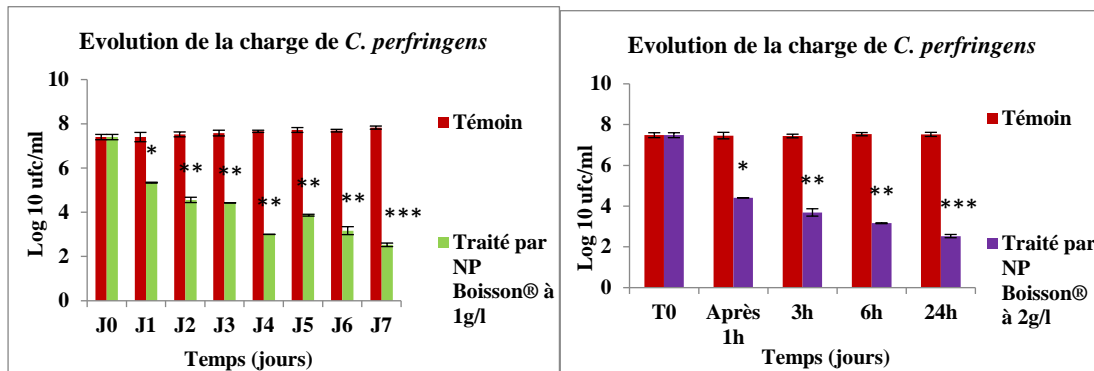 Evolution de la charge de C. perfringens
10
8
6
4
2
0
Log 10 ufc/ml
*
**
**
**
**
**
***
J0 J1 J2 J3 J4 J5 J6 J7
Temps (jours)
Témoin
Traité par
NP
Boisson® à
1g/l
Evolution de la charge de C. perfringens
10
8
6
4
2
0
Log 10 ufc/ml
*
**
**
***
T0 Après 3h 6h 24h
1h
Temps (jours)
Témoin
Traité par
NP
Boisson®
à 2g/l